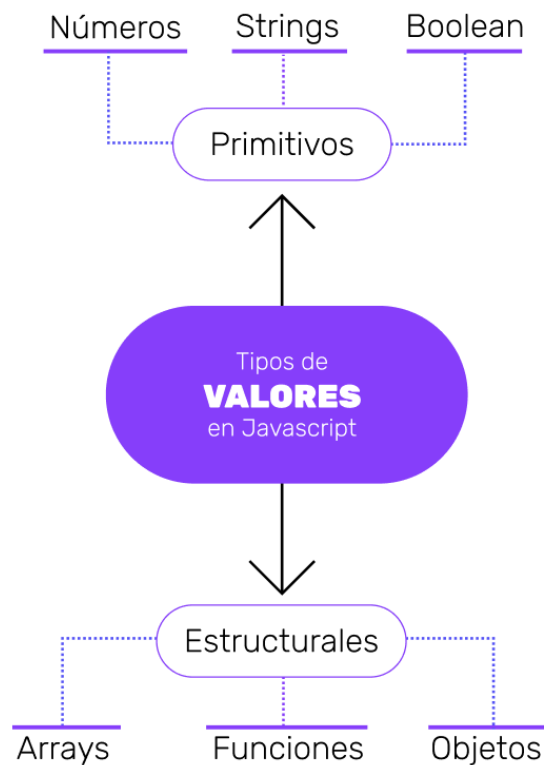 Números
Strings
Boolean
Primitivos
Tipos de
VALORES
en Javascript
Estructurales
Arrays
Funciones
Objetos